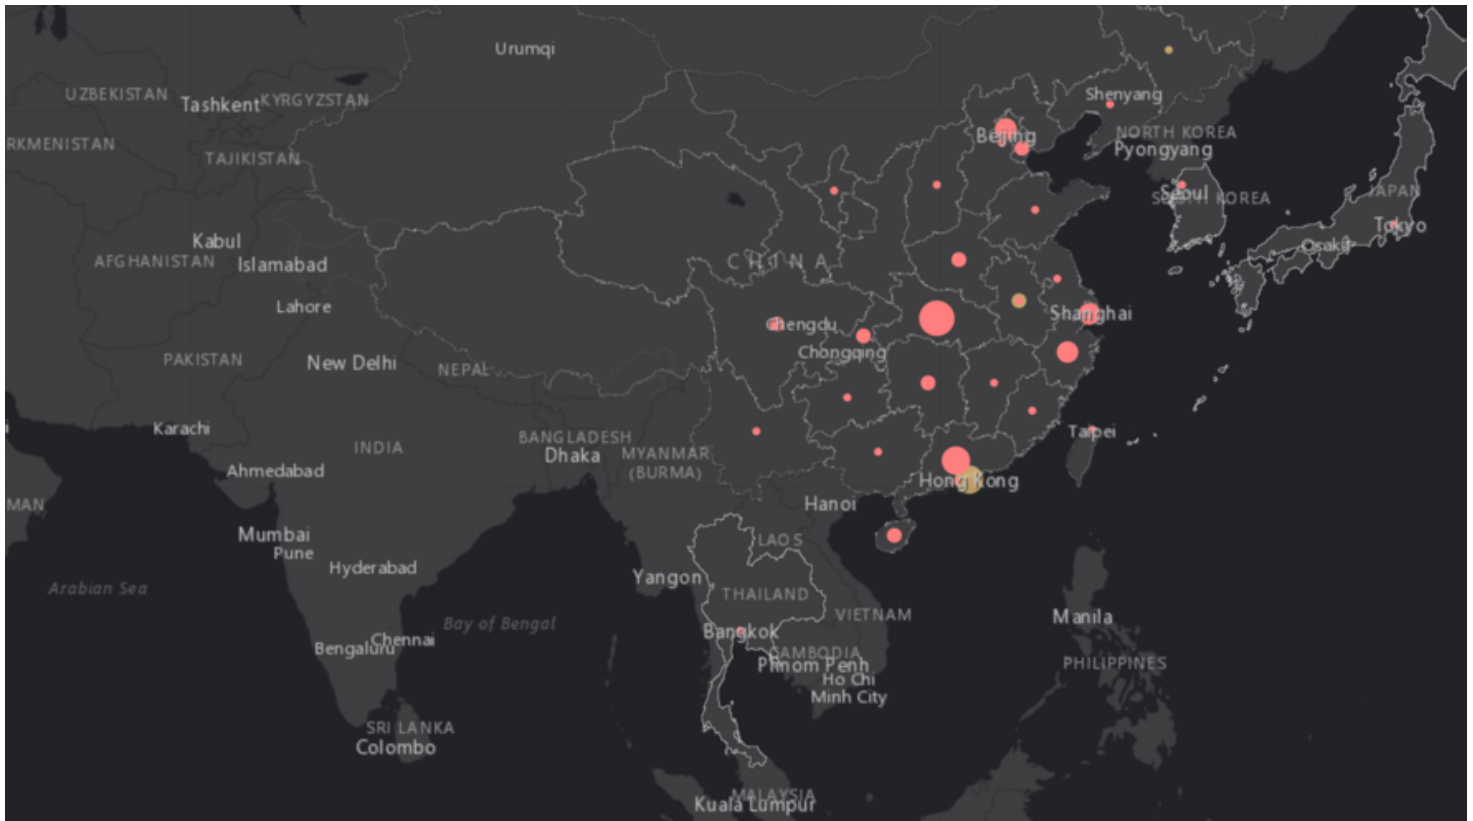 Urumqi
UZBEKISTAN
Tashkent
KYRGYZSTAN
Shenyang
RKMENISTAN
TAJIKISTAN
Beijing
NORTH KOREA
Pyongyang
Seoul
SOUTH KOREA
JAPAN
Tokyo
Osaka
Kabul
AFGHANISTAN
Islamabad
CHINA
Lahore
Shanghai
Chengdu
Chongqing
PAKISTAN
New Delhi
NEPAL
Karachi
INDIA
BANGLADESH
Dhaka
MYANMAR
(BURMA)
Taipei
Ahmedabad
MAN
Hong Kong
Hanoi
Mumbai
Pune
LAOS
Hyderabad
Yangon
Arabian Sea
THAILAND
VIETNAM
Manila
Bay of Bengal
Bangkok
Chennai
Bengaluru
CAMBODIA
Phnom Penh
PHILIPPINES
Ho Chi
Minh City
SRI LANKA
Colombo
MALAYSIA
Kuala Lumpur